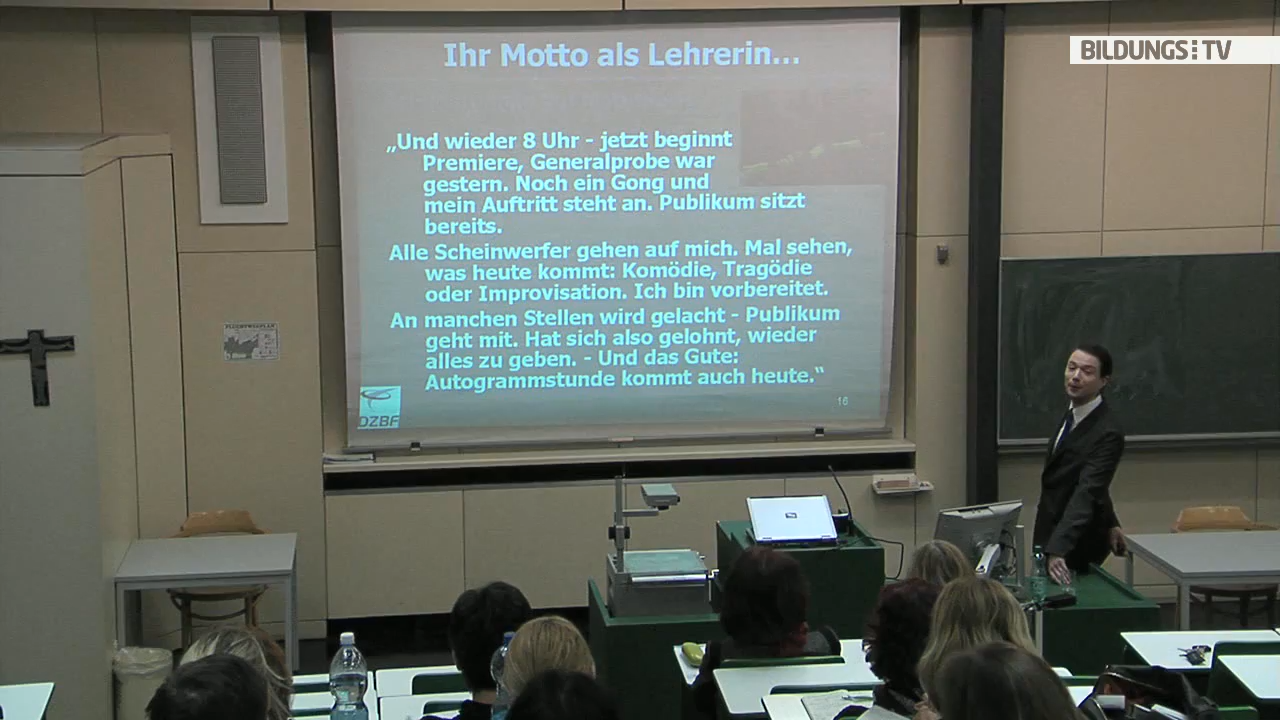 BILDUNGS TV
Ihr Motto als Lehrerin...
„Und wieder 8 Uhr - jetzt beginnt
Premiere, Generalprobe war
gestern. Noch ein Gong und
mein Auftritt steht an. Publikum sitzt
bereits.
Alle Scheinwerfer gehen auf mich. Mal sehen,
was heute kommt: Komödie, Tragödie
oder Improvisation. Ich bin vorbereitet.
An manchen Stellen wird gelacht - Publikum
geht mit. Hat sich also gelohnt, wieder
alles zu geben. - Und das Gute:
Autogrammstunde kommt auch heute.“
16
DZBF
FLUCHTWEGPLAN